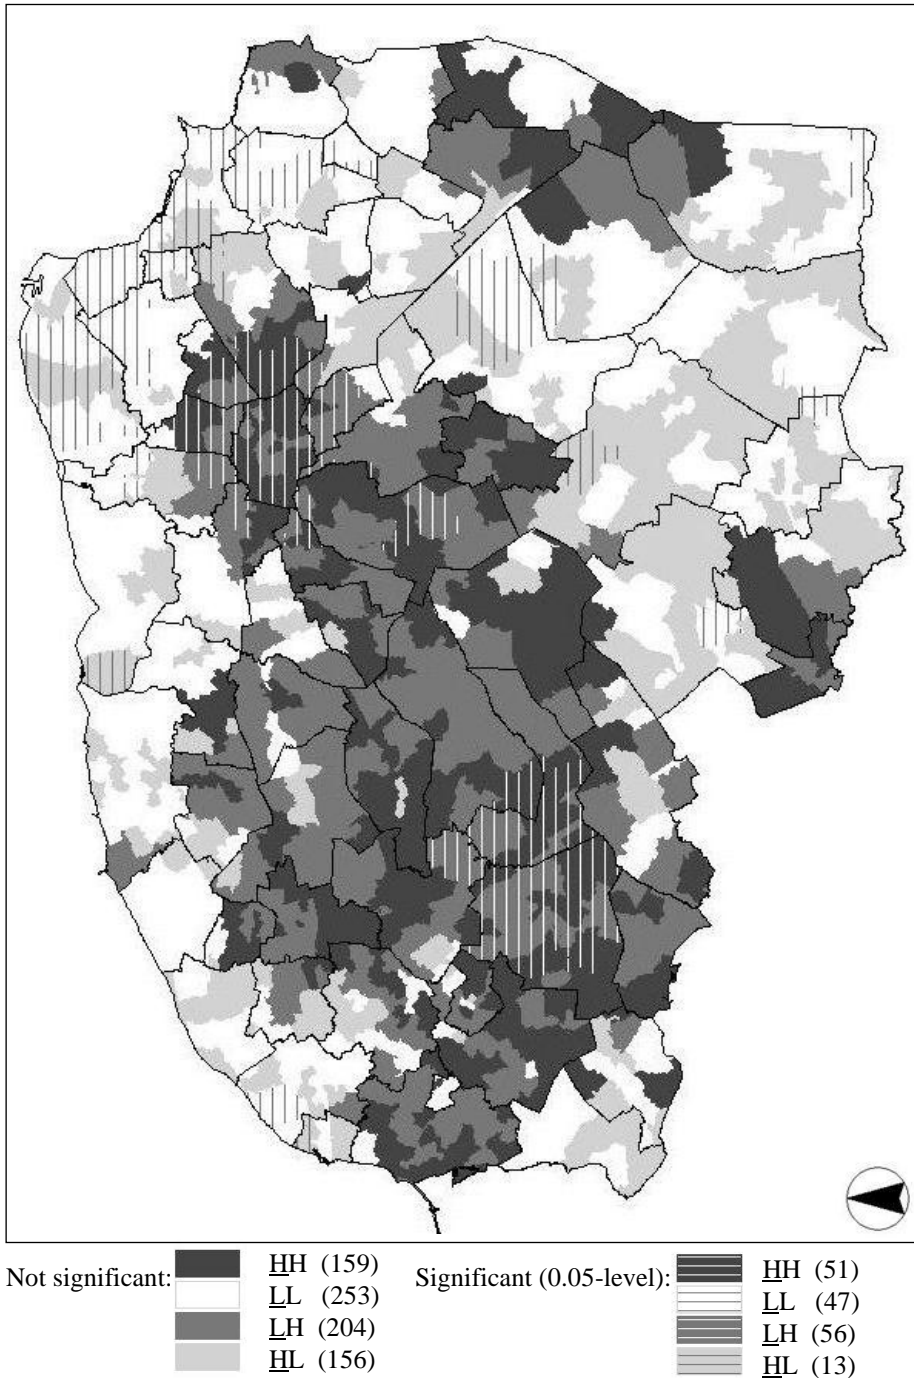 Not significant:
HH (159)
LL (253)
LH (204)
HL (156)
Significant (0.05-level):
HH (51)
LL (47)
LH (56)
HL (13)